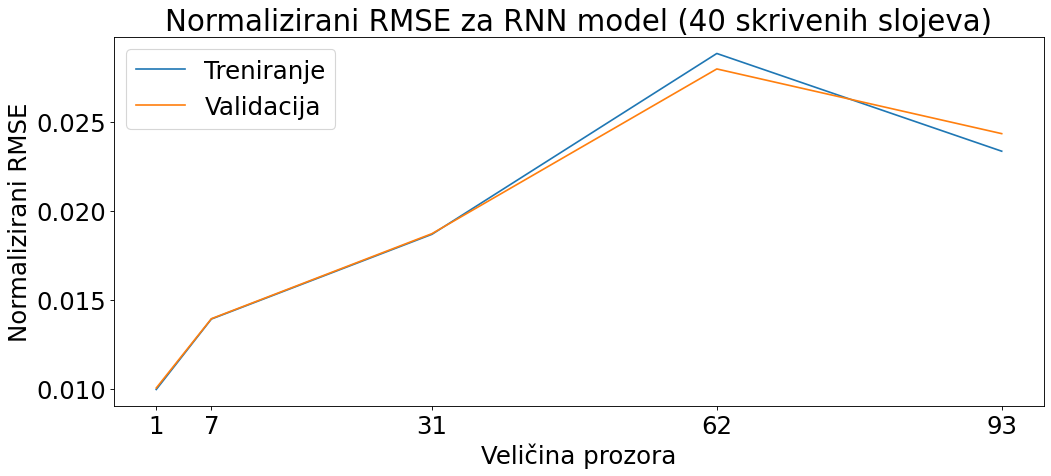 Normalizirani RMSE za RNN model (40 skrivenih slojeva)
Treniranje
Validacija
Normalizirani RMSE
0.025
0.020
0.015
0.010
1 7 31 62 93
Veličina prozora